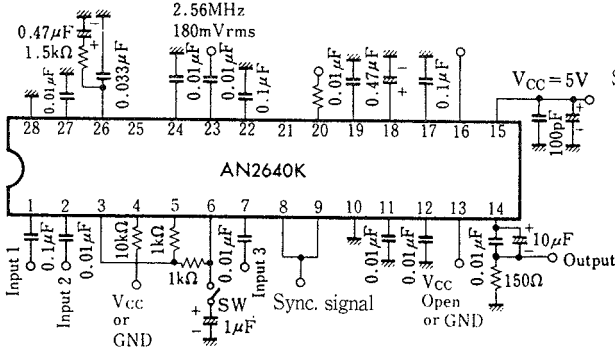 0.47μF
1.5kΩ
0.01μF
0.033μF
2.56MHz
180mVrms
0.01μF
0.01μF
0.1μF
0.01μF
0.47μF
0.1μF
VCC=5V
S
100pF
28 27 26 25 24 23 22 21 20 19 18 17 16 15
AN2640K
1 2 3 4 5 6 7 8 9 10 11 12 13 14
Input 1
0.1μF
Input 2
0.01μF
10kΩ
1kΩ
1kΩ
0.01μF
Input 3
VCC
or
GND
SW
1μF
Sync. signal
0.01μF
0.01μF
VCC
Open
or GND
0.01μF
10μF
Output
150Ω